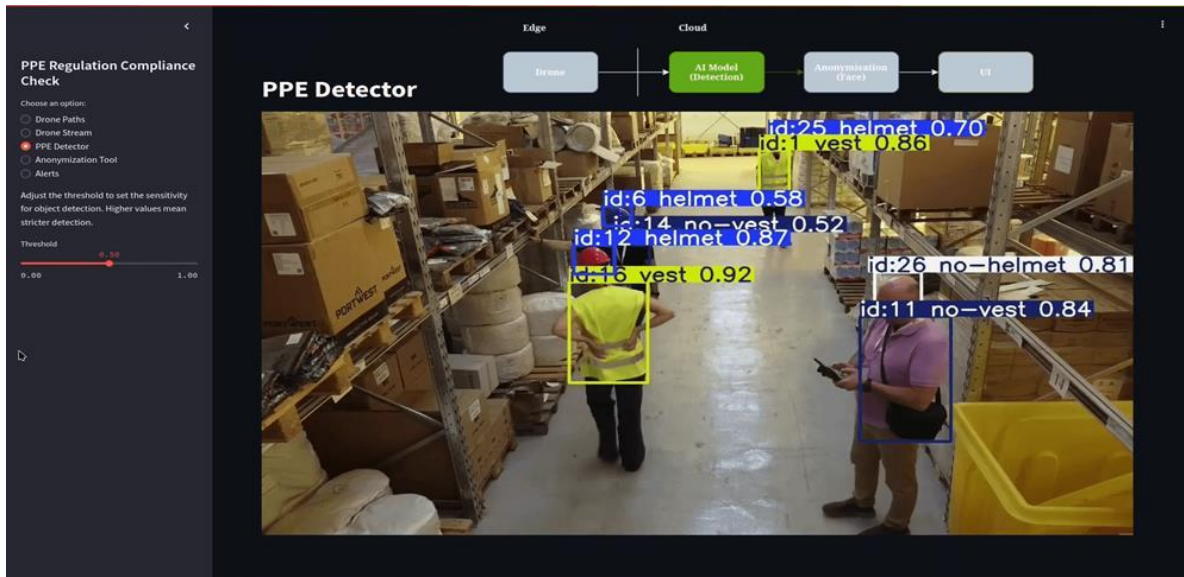 PPE Regulation Compliance
Check
Choose an option:
Drone Paths
Drone Stream
PPE Detector
Anonymization Tool
Alerts
Adjust the threshold to set the sensitivity
for object detection. Higher values mean
stricter detection.
Threshold
0.50
0.00 1.00
Edge Cloud
Drone
AI Model
(Detection)
Anonymisation
(Face)
UI
PPE Detector
id:25 helmet 0.70
id:1 vest 0.86
id:6 helmet 0.58
id:14 no-vest 0.52
id:12 helmet 0.87
id:16 vest 0.92
id:26 no-helmet 0.81
id:11 no-vest 0.84
PORTWEST
PORTWEST